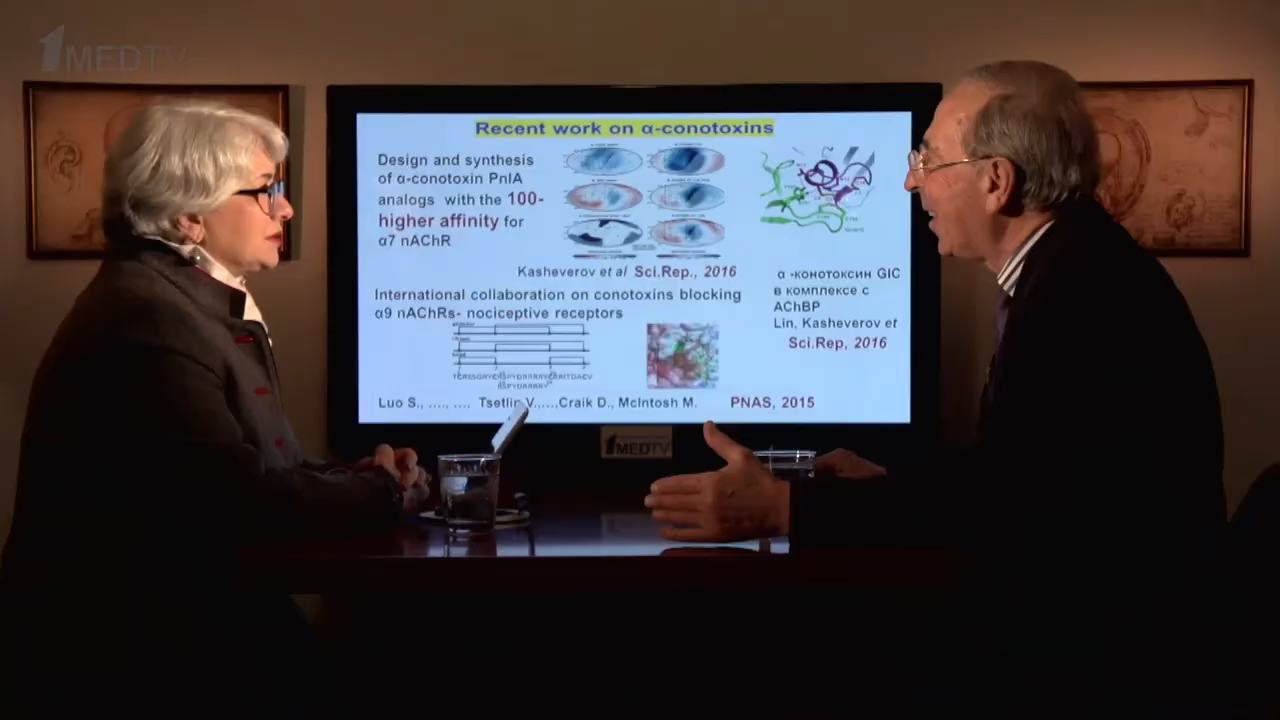 1MEDTV
Recent work on α-conotoxins
Design and synthesis
of α-conotoxin PnIA
analogs with the 100-
higher affinity for
α7 nAChR
Kasheverov et al Sci.Rep., 2016
α -конотоксин GIC
в комплексе с
AChBP
Lin, Kasheverov et
Sci.Rep, 2016
International collaboration on conotoxins blocking
α9 nAChRs- nociceptive receptors
Luo S., ...., .... Tsetlin V.,...,Craik D., McIntosh M. PNAS, 2015
1MEDTV